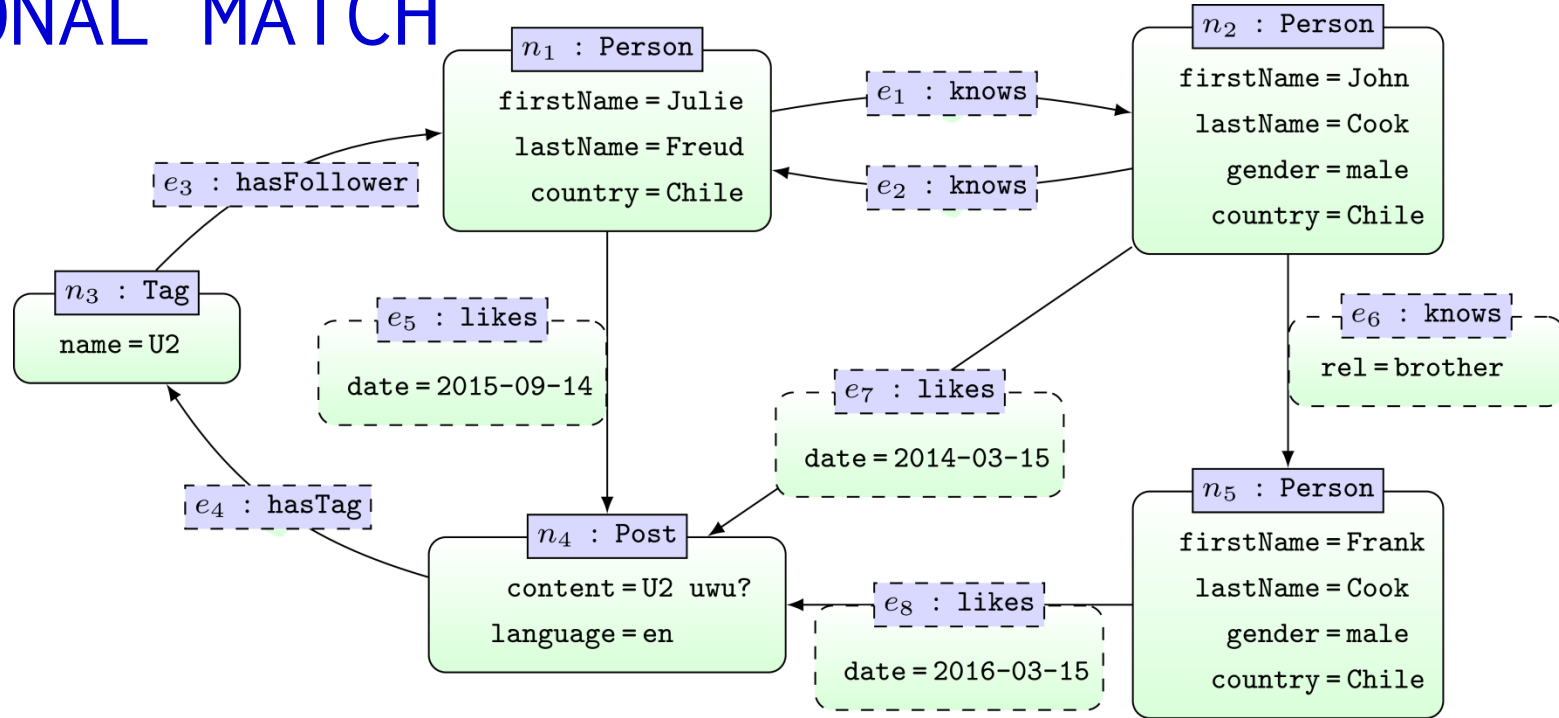 ONAL MATCH
n₁ : Person
firstName = Julie
lastName = Freud
country = Chile
e₁ : knows
e₂ : knows
n₂ : Person
firstName = John
lastName = Cook
gender = male
country = Chile
e₃ : hasFollower
n₃ : Tag
name = U2
e₅ : likes
date = 2015-09-14
e₇ : likes
date = 2014-03-15
e₆ : knows
rel = brother
e₄ : hasTag
n₄ : Post
content = U2 uwu?
language = en
e₈ : likes
date = 2016-03-15
n₅ : Person
firstName = Frank
lastName = Cook
gender = male
country = Chile